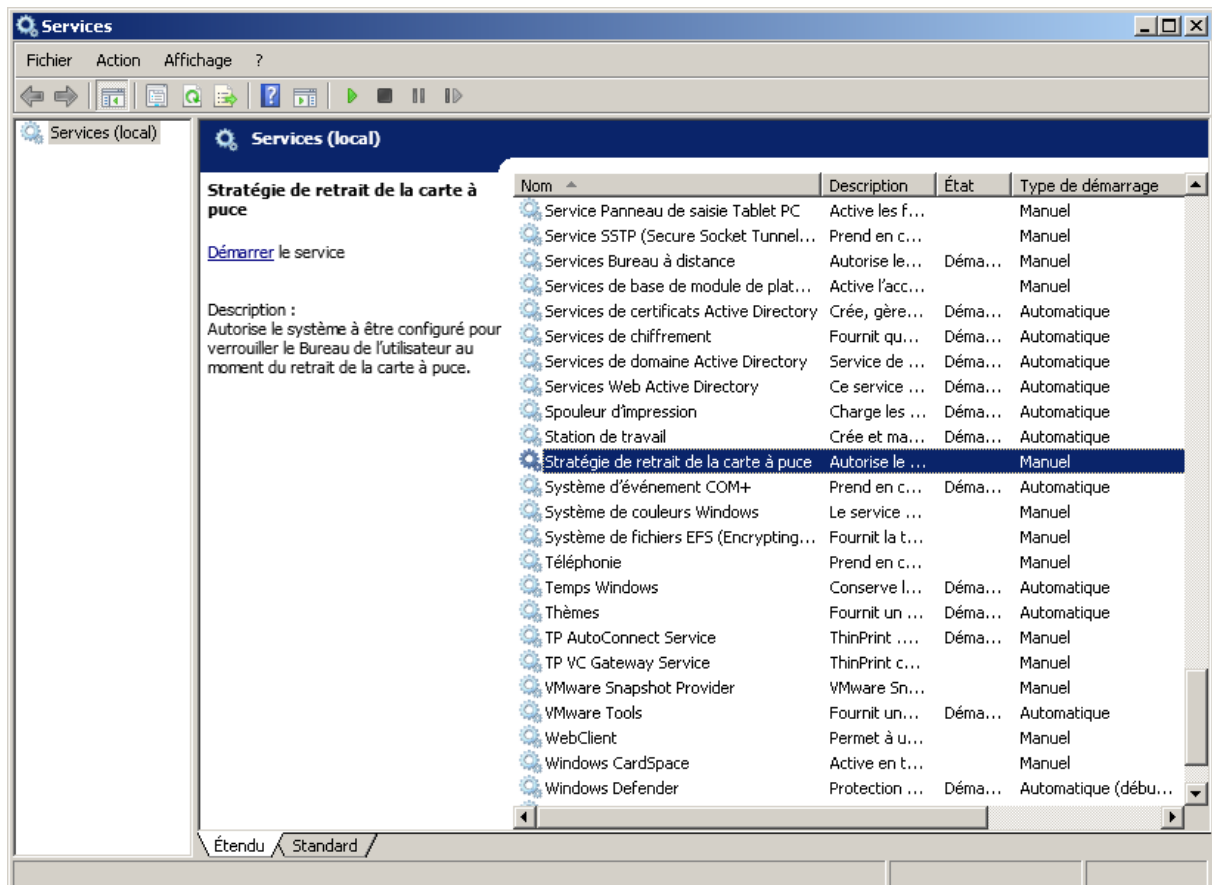 Services
Fichier Action Affichage ?
Services (local)
Services (local)
Stratégie de retrait de la carte à
puce
Démarrer le service
Description :
Autorise le système à être configuré pour
verrouiller le Bureau de l'utilisateur au
moment du retrait de la carte à puce.
Nom Description État Type de démarrage
Service Panneau de saisie Tablet PC Active les f... Manuel
Service SSTP (Secure Socket Tunnel... Prend en c... Manuel
Services Bureau à distance Autorise le... Déma... Manuel
Services de base de module de plat... Active l'acc... Manuel
Services de certificats Active Directory Crée, gère... Déma... Automatique
Services de chiffrement Fournit qu... Déma... Automatique
Services de domaine Active Directory Service de ... Déma... Automatique
Services Web Active Directory Ce service ... Déma... Automatique
Spouleur d'impression Charge les ... Déma... Automatique
Station de travail Crée et ma... Déma... Automatique
Stratégie de retrait de la carte à puce Autorise le ... Manuel
Système d'événement COM+ Prend en c... Déma... Automatique
Système de couleurs Windows Le service ... Manuel
Système de fichiers EFS (Encrypting... Fournit la t... Manuel
Téléphonie Prend en c... Manuel
Temps Windows Conserve l... Déma... Automatique
Thèmes Fournit un ... Déma... Automatique
TP AutoConnect Service ThinPrint .... Déma... Manuel
TP VC Gateway Service ThinPrint c... Manuel
VMware Snapshot Provider VMware Sn... Manuel
VMware Tools Fournit un... Déma... Automatique
WebClient Permet à u... Manuel
Windows CardSpace Active en t... Manuel
Windows Defender Protection ... Déma... Automatique (débu...
Étendu Standard